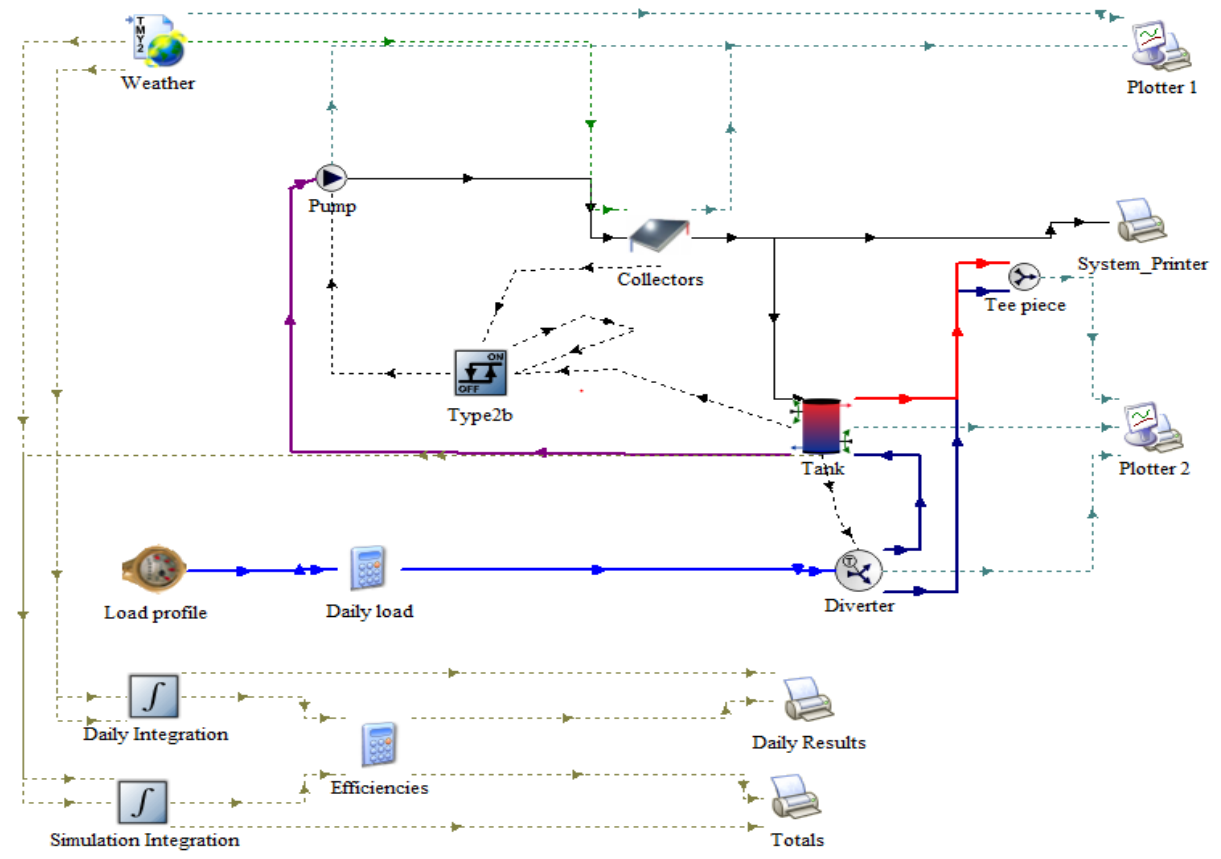 TMY2
Weather
Plotter 1
Pump
Collectors
System_Printer
Tee piece
ON
OFF
Type2b
Tank
Plotter 2
T
Load profile
Daily load
Diverter
∫
Daily Integration
Efficiencies
Daily Results
∫
Simulation Integration
Totals